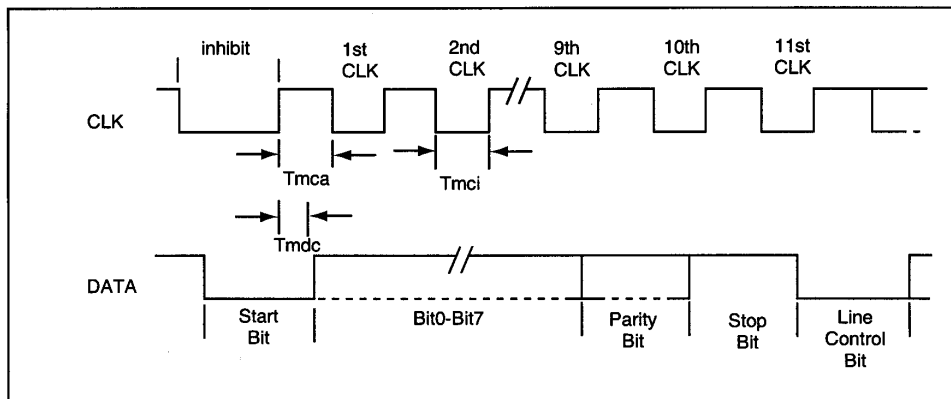 inhibit
1st
CLK
2nd
CLK
9th
CLK
10th
CLK
11st
CLK
CLK
Tmca
Tmci
Tmdc
DATA
Start
Bit
Bit0-Bit7
Parity
Bit
Stop
Bit
Line
Control
Bit